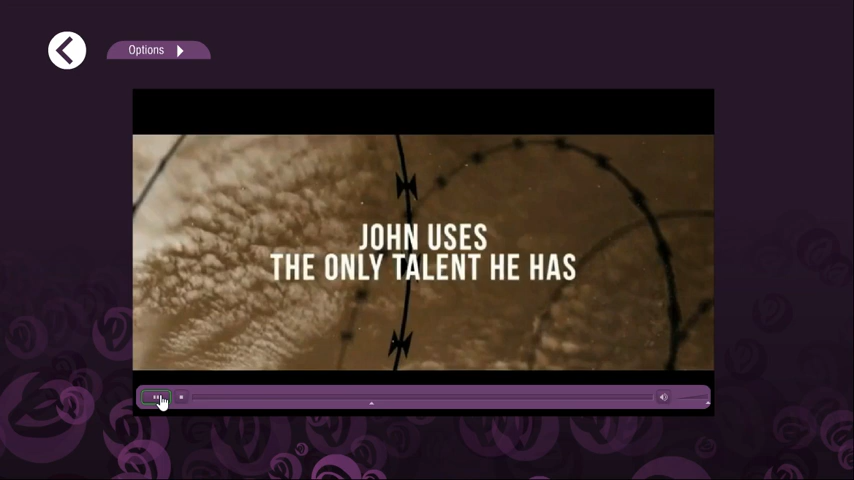 Options
JOHN USES
THE ONLY TALENT HE HAS